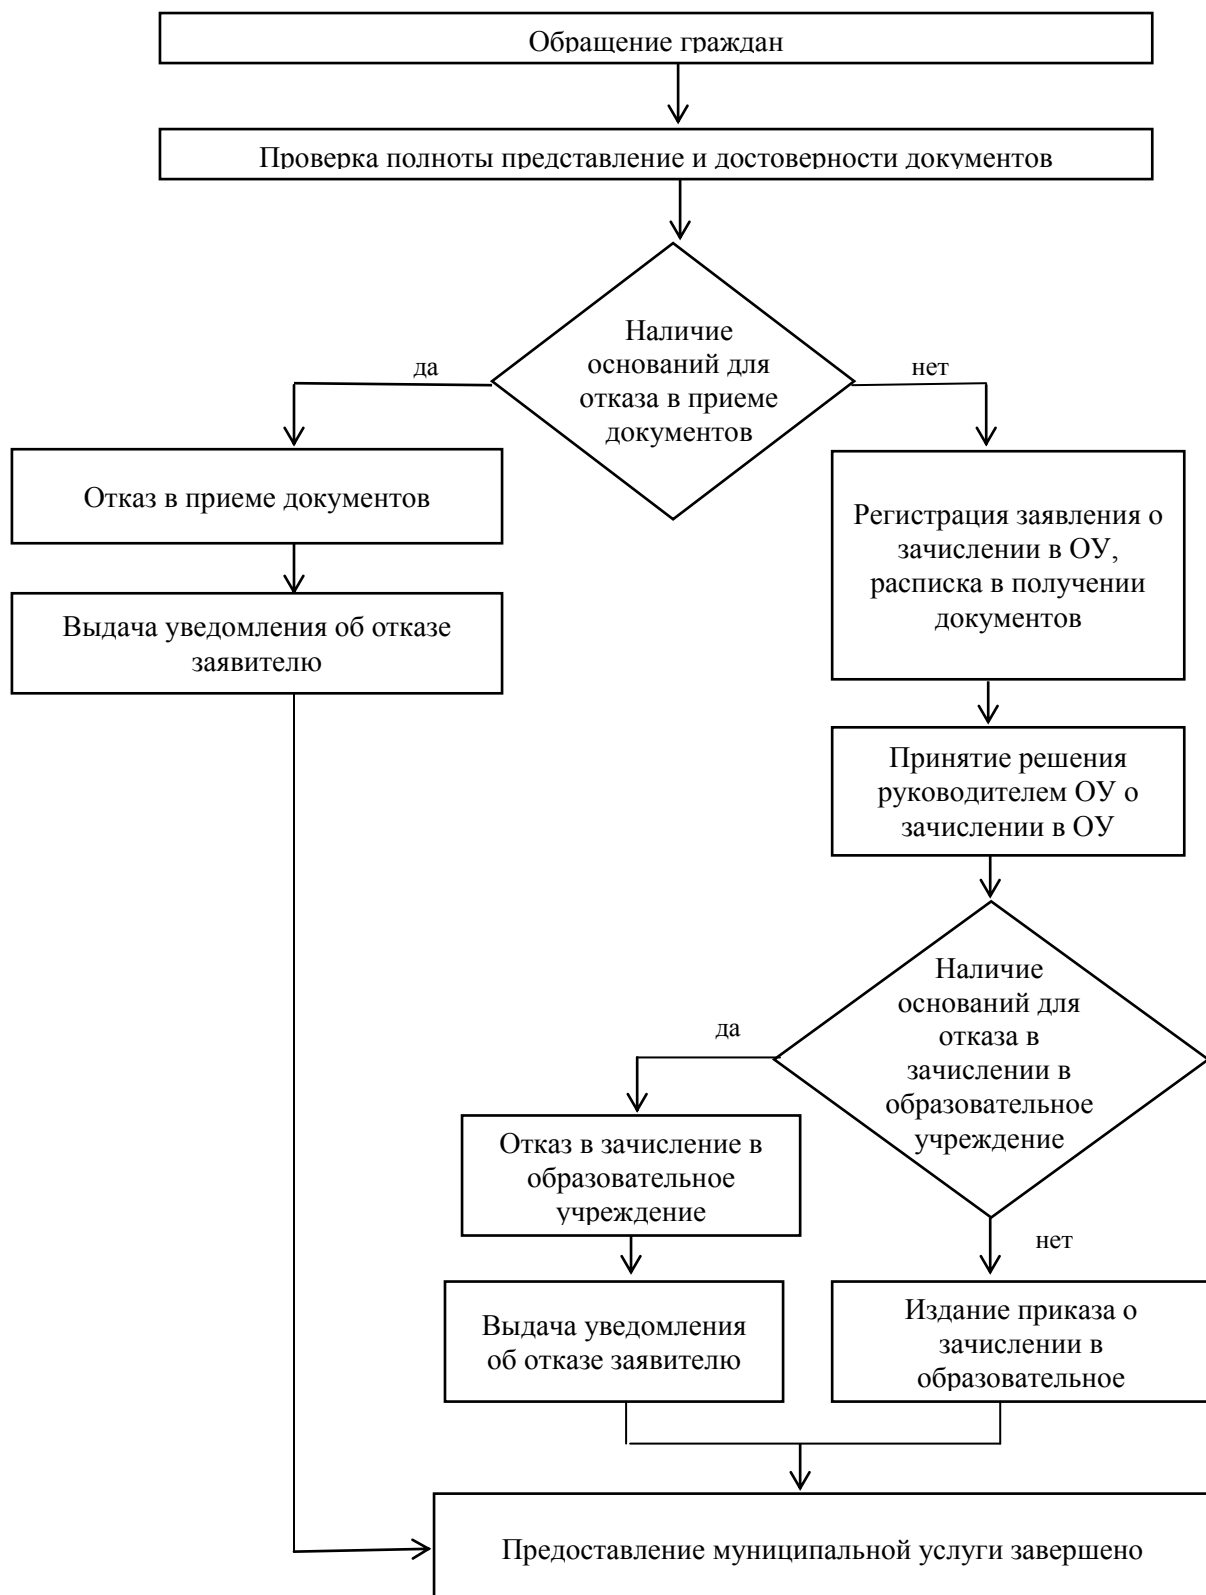 Обращение граждан
Проверка полноты представление и достоверности документов
Наличие
оснований для
отказа в приеме
документов
да
нет
Отказ в приеме документов
Выдача уведомления об отказе
заявителю
Регистрация заявления о
зачислении в ОУ,
расписка в получении
документов
Принятие решения
руководителем ОУ о
зачислении в ОУ
Наличие
оснований для
отказа в
зачислении в
образовательное
учреждение
да
нет
Отказ в зачисление в
образовательное
учреждение
Выдача уведомления
об отказе заявителю
Издание приказа о
зачислении в
образовательное
Предоставление муниципальной услуги завершено